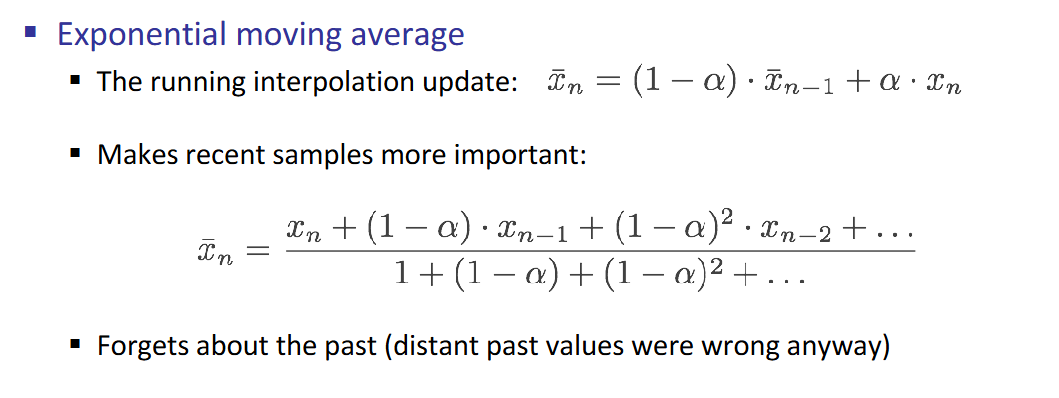 ▪ Exponential moving average
▪ The running interpolation update: x̄ₙ = (1 − α) · x̄ₙ₋₁ + α · xₙ
▪ Makes recent samples more important:
x̄ₙ = (xₙ + (1 − α) · xₙ₋₁ + (1 − α)² · xₙ₋₂ + ...) / (1 + (1 − α) + (1 − α)² + ...)
▪ Forgets about the past (distant past values were wrong anyway)